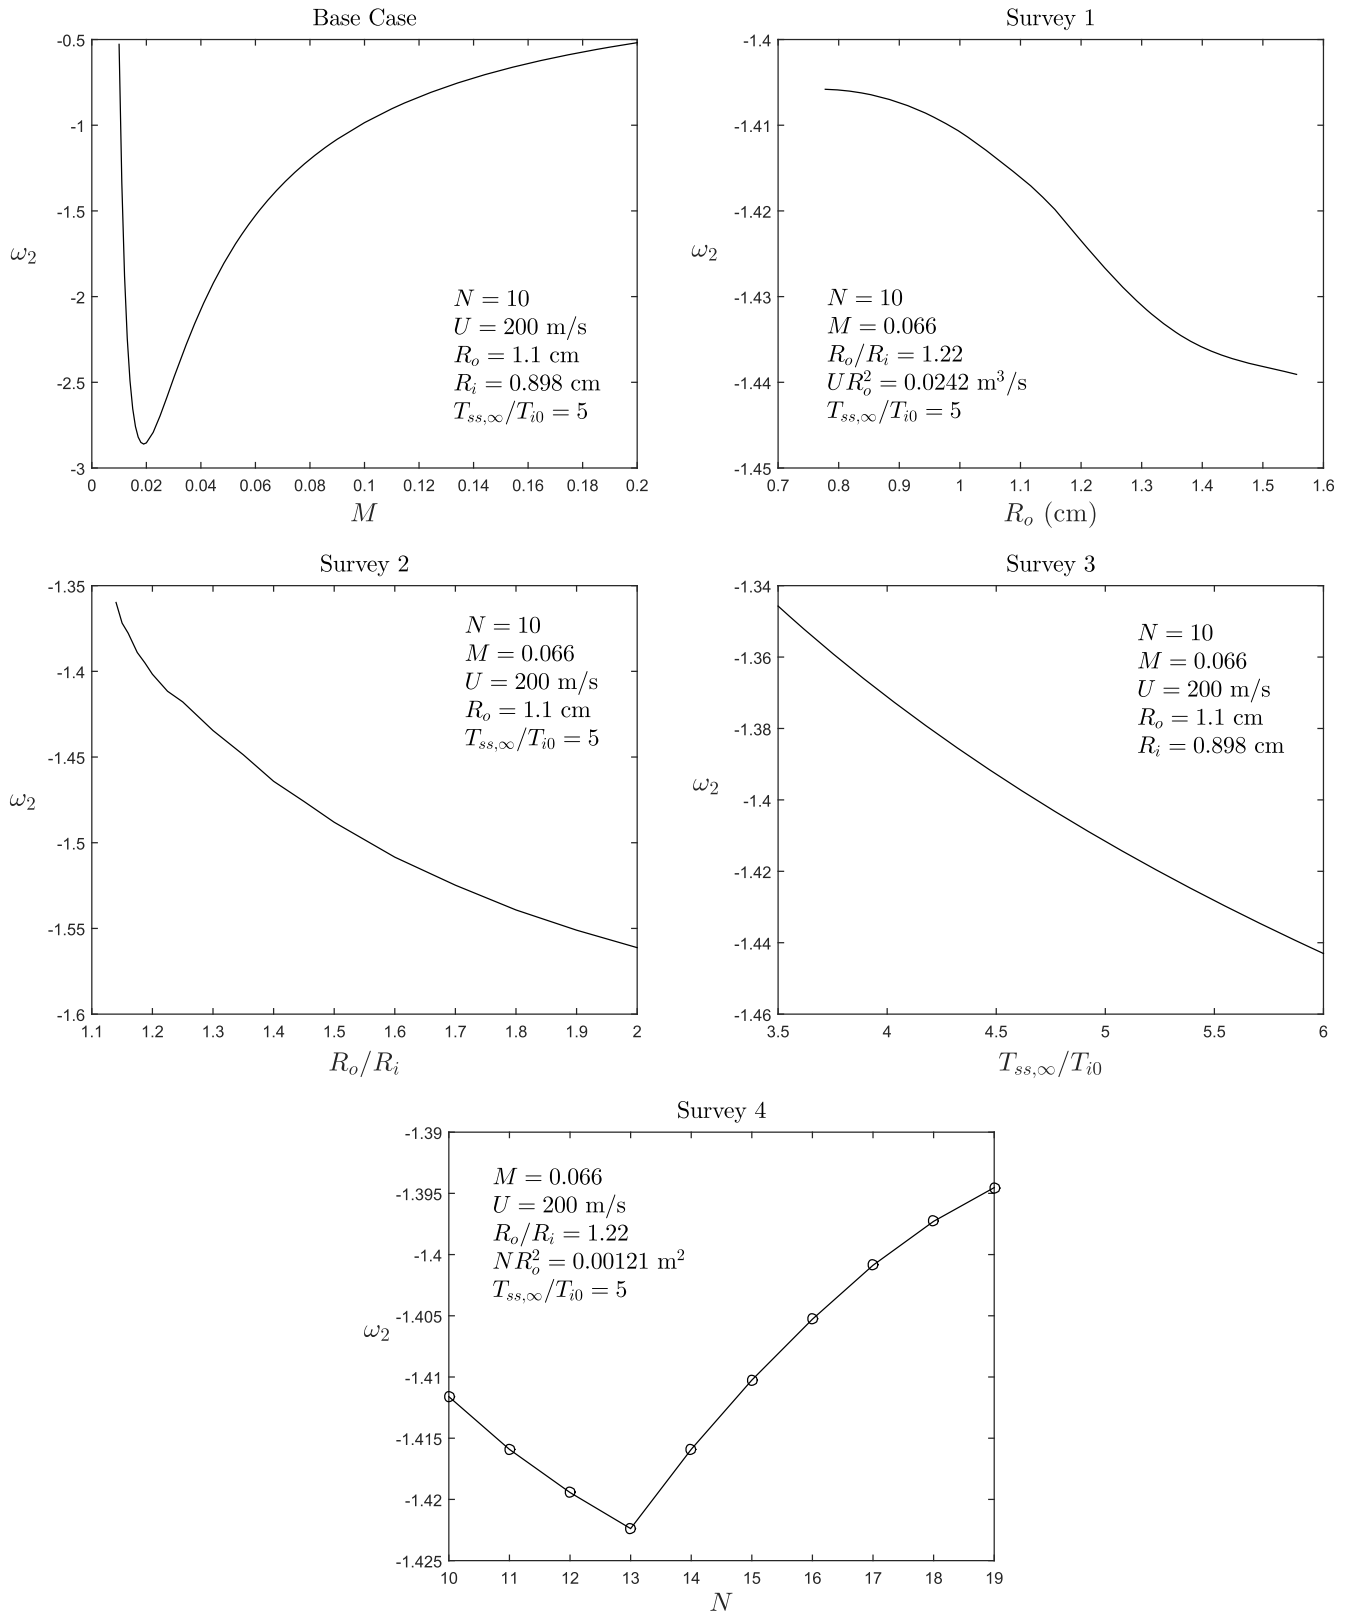 Base Case
-0.5
-1
-1.5
-2
-2.5
-3
ω₂
N = 10
U = 200 m/s
Rₒ = 1.1 cm
Rᵢ = 0.898 cm
Tₛₛ,∞/Tᵢ₀ = 5
0 0.02 0.04 0.06 0.08 0.1 0.12 0.14 0.16 0.18 0.2
M
Survey 1
-1.4
-1.41
-1.42
-1.43
-1.44
-1.45
ω₂
N = 10
M = 0.066
Rₒ/Rᵢ = 1.22
URₒ² = 0.0242 m³/s
Tₛₛ,∞/Tᵢ₀ = 5
0.7 0.8 0.9 1 1.1 1.2 1.3 1.4 1.5 1.6
Rₒ (cm)
Survey 2
-1.35
-1.4
-1.45
-1.5
-1.55
-1.6
ω₂
N = 10
M = 0.066
U = 200 m/s
Rₒ = 1.1 cm
Tₛₛ,∞/Tᵢ₀ = 5
1.1 1.2 1.3 1.4 1.5 1.6 1.7 1.8 1.9 2
Rₒ/Rᵢ
Survey 3
-1.34
-1.36
-1.38
-1.4
-1.42
-1.44
-1.46
ω₂
N = 10
M = 0.066
U = 200 m/s
Rₒ = 1.1 cm
Rᵢ = 0.898 cm
3.5 4 4.5 5 5.5 6
Tₛₛ,∞/Tᵢ₀
Survey 4
-1.39
-1.395
-1.4
-1.405
-1.41
-1.415
-1.42
-1.425
ω₂
M = 0.066
U = 200 m/s
Rₒ/Rᵢ = 1.22
NRₒ² = 0.00121 m²
Tₛₛ,∞/Tᵢ₀ = 5
10 11 12 13 14 15 16 17 18 19
N